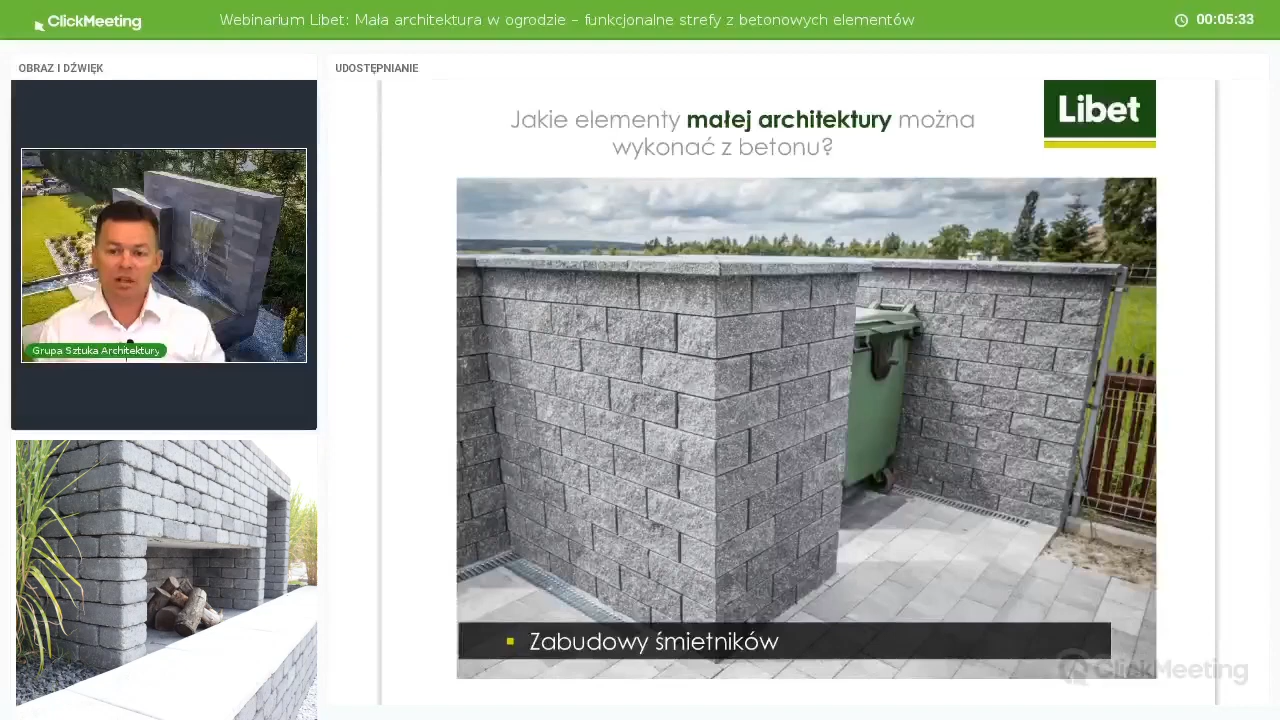 ClickMeeting
Webinarium Libet: Mała architektura w ogrodzie – funkcjonalne strefy z betonowych elementów
00:05:33
OBRAZ I DŹWIĘK
UDOSTĘPNIANIE
Jakie elementy małej architektury można
wykonać z betonu?
Libet
Grupa Sztuka Architektury
▪ Zabudowy śmietników
ClickMeeting